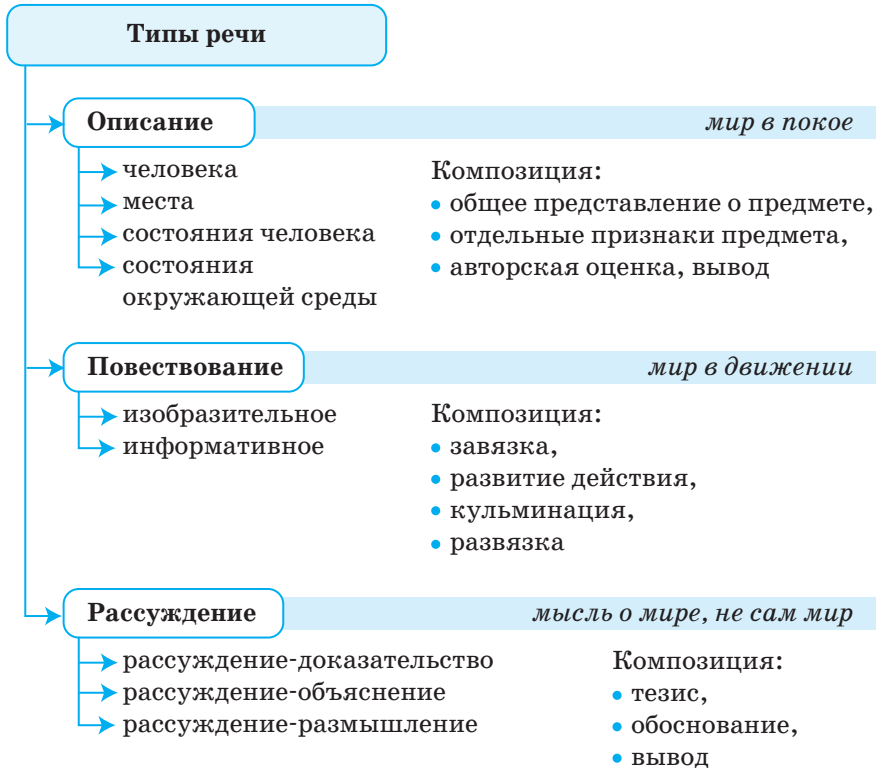 Типы речи
Описание
мир в покое
человека
места
состояния человека
состояния
окружающей среды
Композиция:
• общее представление о предмете,
• отдельные признаки предмета,
• авторская оценка, вывод
Повествование
мир в движении
изобразительное
информативное
Композиция:
• завязка,
• развитие действия,
• кульминация,
• развязка
Рассуждение
мысль о мире, не сам мир
рассуждение-доказательство
рассуждение-объяснение
рассуждение-размышление
Композиция:
• тезис,
• обоснование,
• вывод